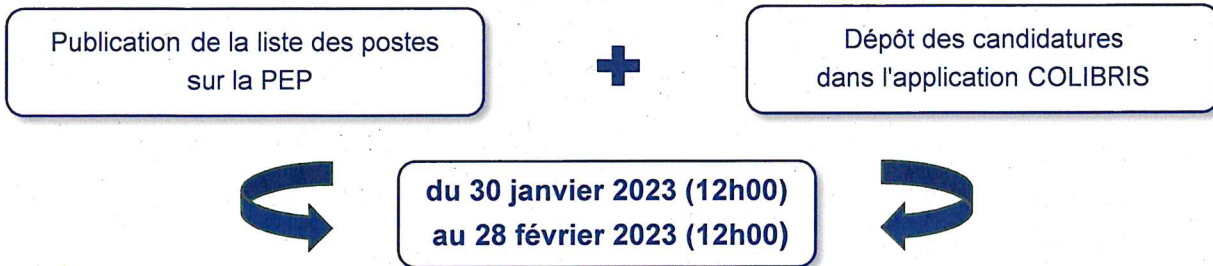 Publication de la liste des postes
sur la PEP
Dépôt des candidatures
dans l'application COLIBRIS
du 30 janvier 2023 (12h00)
au 28 février 2023 (12h00)